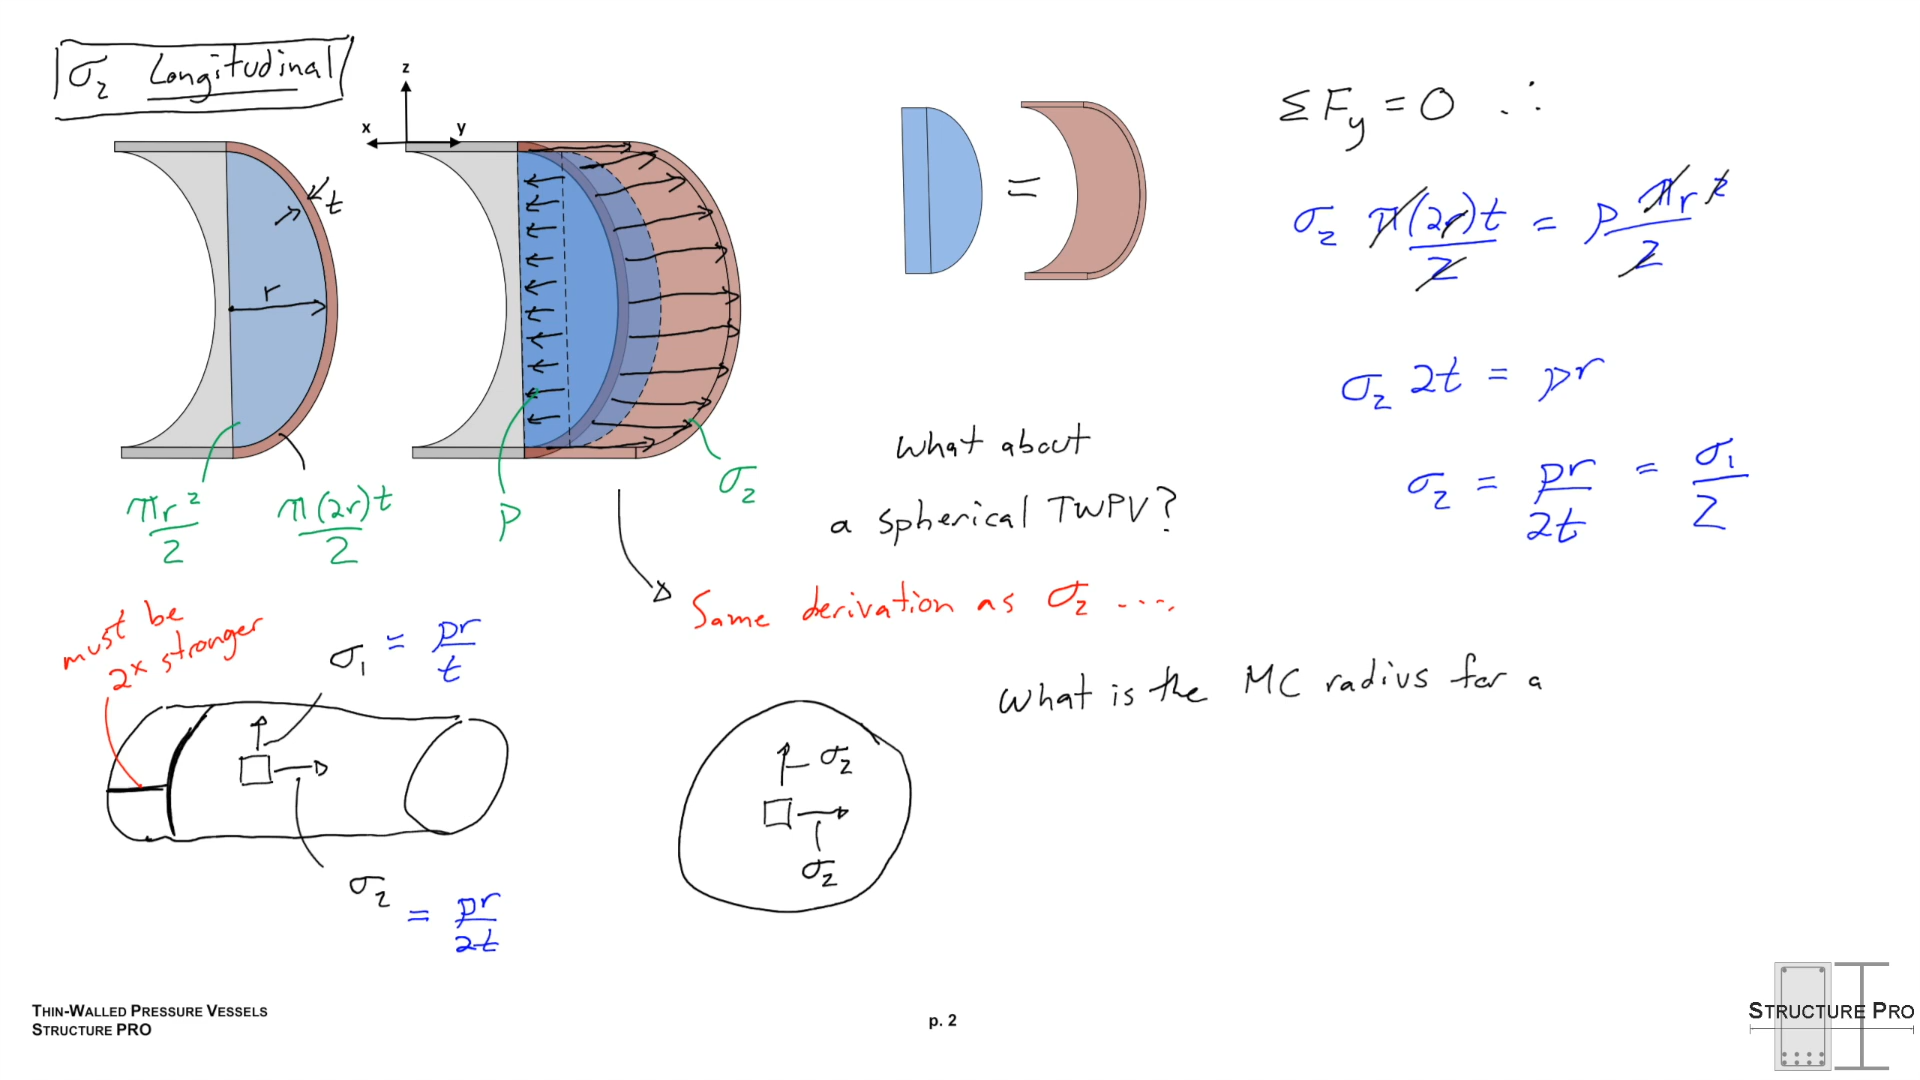 σ₂ Longitudinal
z
x
y
t
r
πr²/2
π(2r)t/2
p
σ₂
=
ΣFy = 0 ∴
σ₂ π(2r)t/2 = p πr²/2
σ₂ 2t = pr
σ₂ = pr/2t = σ₁/2
What about
a spherical TWPV?
Same derivation as σ₂ ....
must be
2x stronger
σ₁ = pr/t
σ₂ = pr/2t
σ₂
σ₂
What is the MC radius for a
THIN-WALLED PRESSURE VESSELS
STRUCTURE PRO
p. 2
STRUCTURE PRO